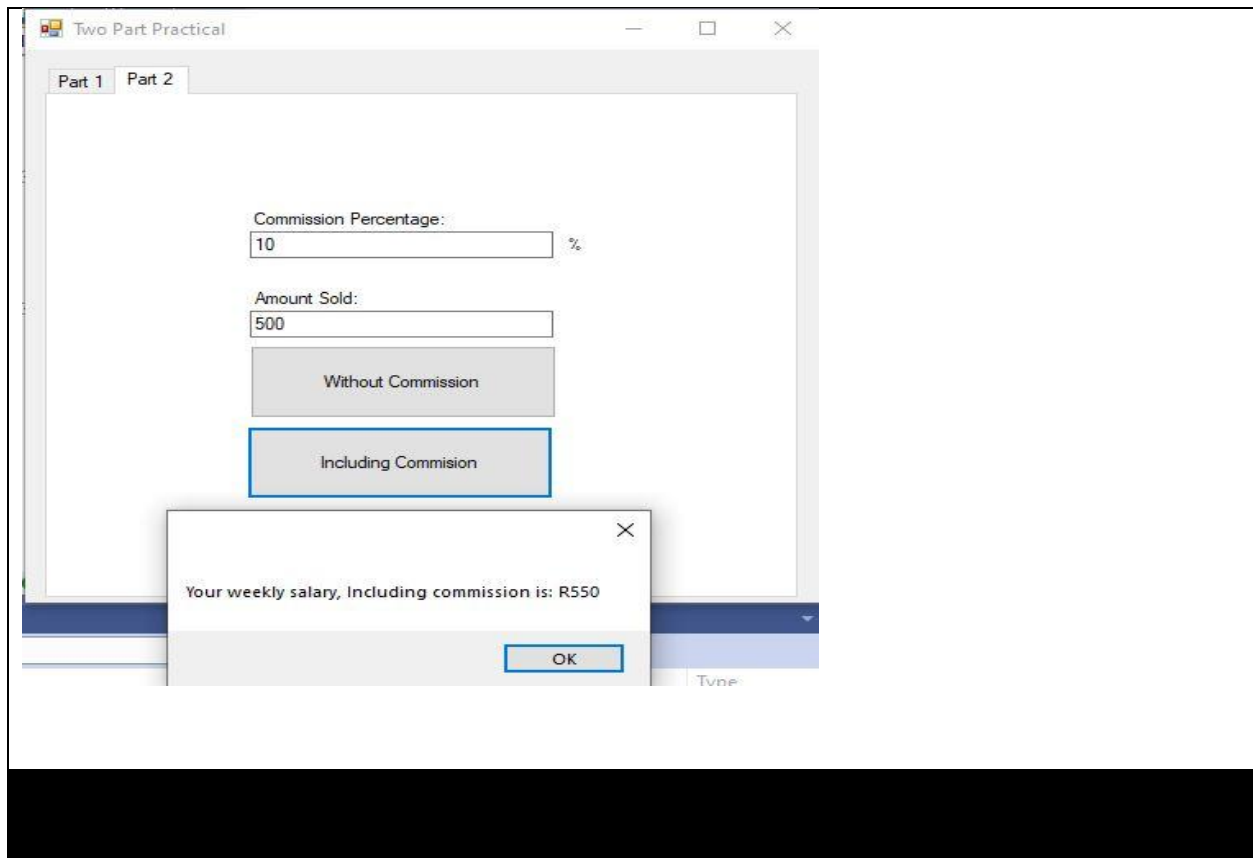 Two Part Practical
Part 1 Part 2
Commission Percentage:
10 %
Amount Sold:
500
Without Commission
Including Commision
Your weekly salary, Including commission is: R550
OK
Type